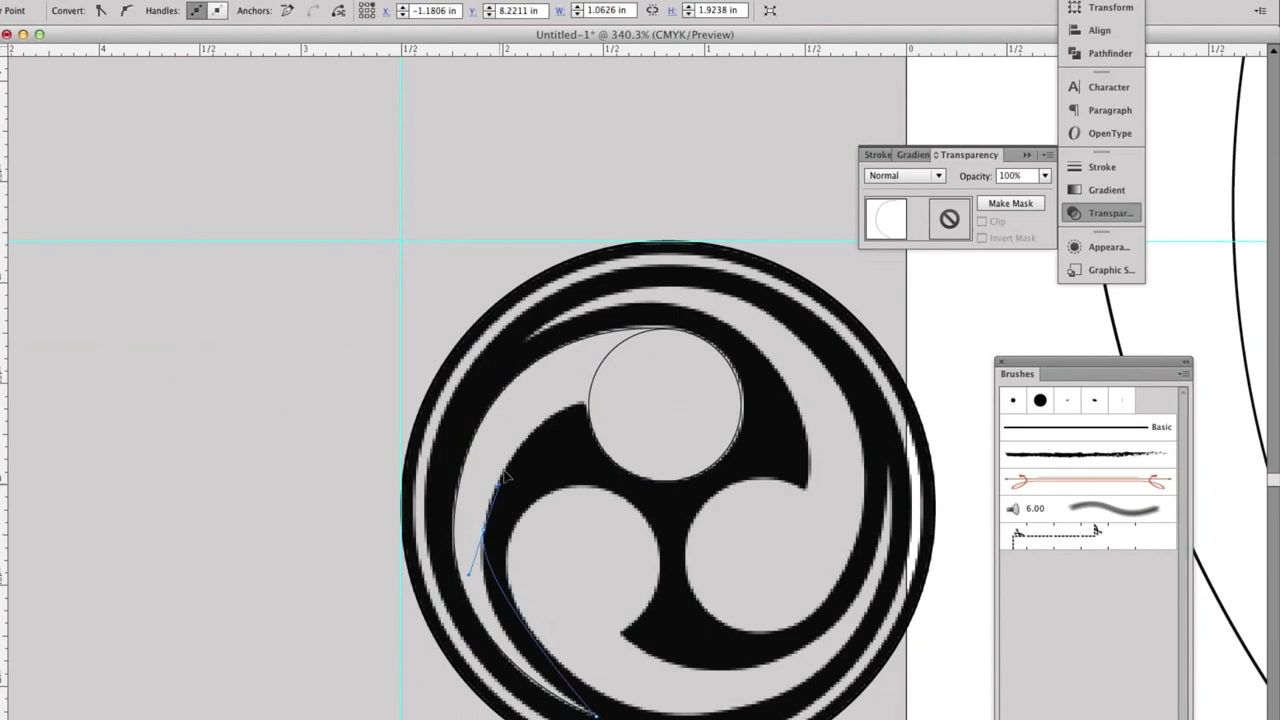 r Point Convert: Handles: Anchors: X: -1.1806 in Y: 8.2211 in W: 1.0626 in H: 1.9238 in
Untitled-1* @ 340.3% (CMYK/Preview)
2 4 1/2 3 1/2 2 1/2 1 1/2 0 1/2 1/2
Transform
Align
Pathfinder
Character
Paragraph
OpenType
Stroke
Gradient
Transpar...
Appeara...
Graphic S...
Stroke Gradien Transparency
Normal Opacity: 100%
Make Mask
Clip
Invert Mask
Brushes
Basic
6.00